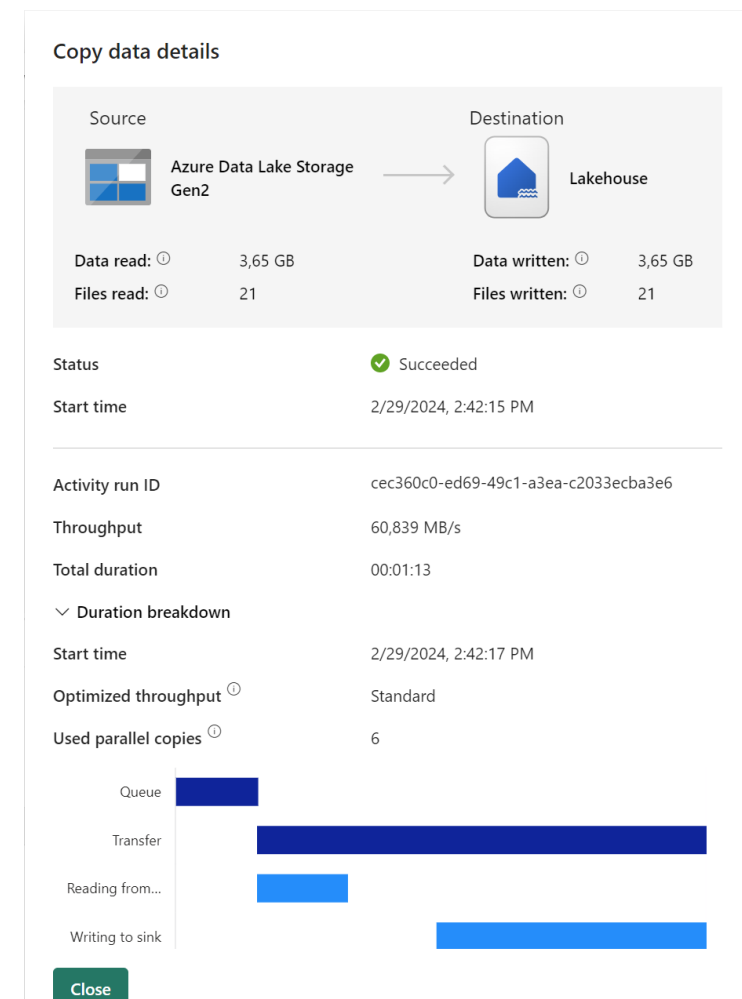 Copy data details
Source
Destination
Azure Data Lake Storage
Gen2
Lakehouse
Data read: 3,65 GB
Data written: 3,65 GB
Files read: 21
Files written: 21
Status Succeeded
Start time 2/29/2024, 2:42:15 PM
Activity run ID cec360c0-ed69-49c1-a3ea-c2033ecba3e6
Throughput 60,839 MB/s
Total duration 00:01:13
Duration breakdown
Start time 2/29/2024, 2:42:17 PM
Optimized throughput Standard
Used parallel copies 6
Queue
Transfer
Reading from...
Writing to sink
Close